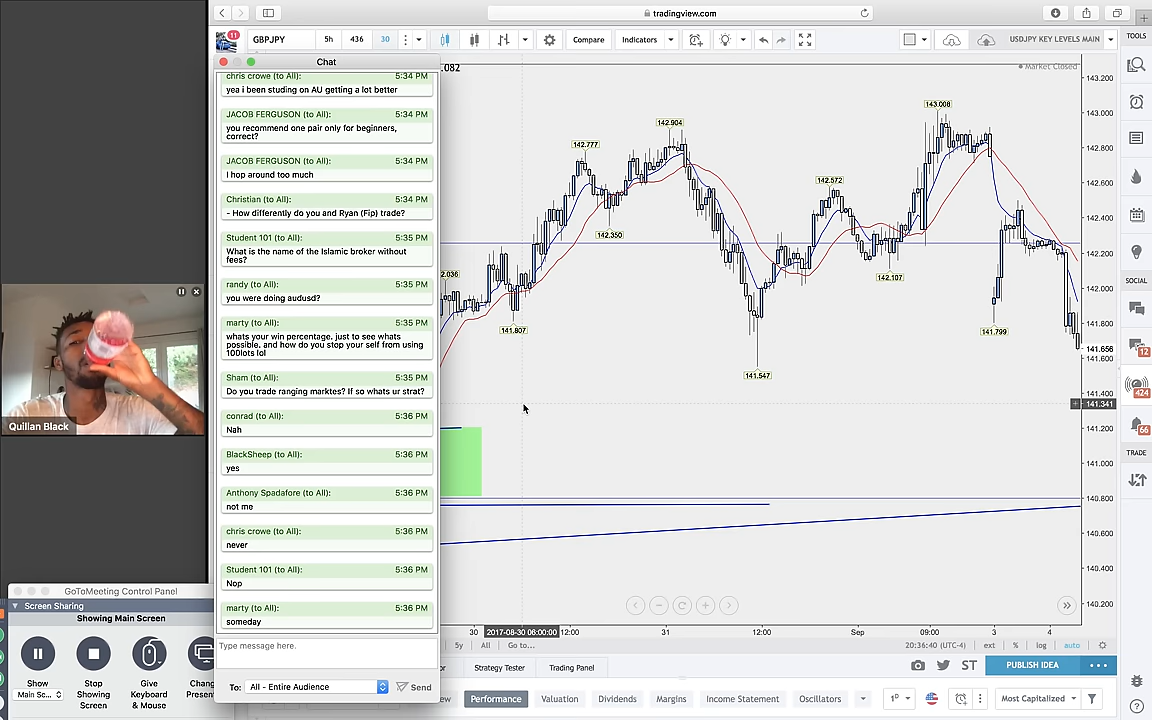 tradingview.com
11
GBPJPY
5h
436
30
Compare
Indicators
USDJPY KEY LEVELS MAIN
TOOLS
Chat
.082
Market Closed
chris crowe (to All): 5:34 PM
yea i been studing on AU getting a lot better
JACOB FERGUSON (to All): 5:34 PM
you recommend one pair only for beginners,
correct?
JACOB FERGUSON (to All): 5:34 PM
I hop around too much
Christian (to All): 5:34 PM
- How differently do you and Ryan (Fip) trade?
Student 101 (to All): 5:35 PM
What is the name of the Islamic broker without
fees?
randy (to All): 5:35 PM
you were doing audusd?
marty (to All): 5:35 PM
whats your win percentage. just to see whats
possible. and how do you stop your self from using
100lots lol
Sham (to All): 5:35 PM
Do you trade ranging marktes? If so whats ur strat?
conrad (to All): 5:36 PM
Nah
BlackSheep (to All): 5:36 PM
yes
Anthony Spadafore (to All): 5:36 PM
not me
chris crowe (to All): 5:36 PM
never
Student 101 (to All): 5:36 PM
Nop
marty (to All): 5:36 PM
someday
Type message here.
To: All - Entire Audience
Send
Quillan Black
GoToMeeting Control Panel
Screen Sharing
Showing Main Screen
Show
Main Sc...
Stop
Showing
Screen
Give
Keyboard
& Mouse
Chang
Presen
2.036
141.807
142.777
142.350
142.904
141.547
142.572
142.107
143.008
141.799
143.200
143.000
142.800
142.600
142.400
142.200
142.000
141.800
141.656
141.600
141.400
141.341
141.200
141.000
140.800
140.600
140.400
140.200
SOCIAL
12
424
66
TRADE
30
2017-08-30 06:00:00
12:00
31
12:00
Sep
09:00
3
4
5y
All
Go to...
20:36:40 (UTC-4)
ext
%
log
auto
or
Strategy Tester
Trading Panel
ST
PUBLISH IDEA
ew
Performance
Valuation
Dividends
Margins
Income Statement
Oscillators
1D
Most Capitalized